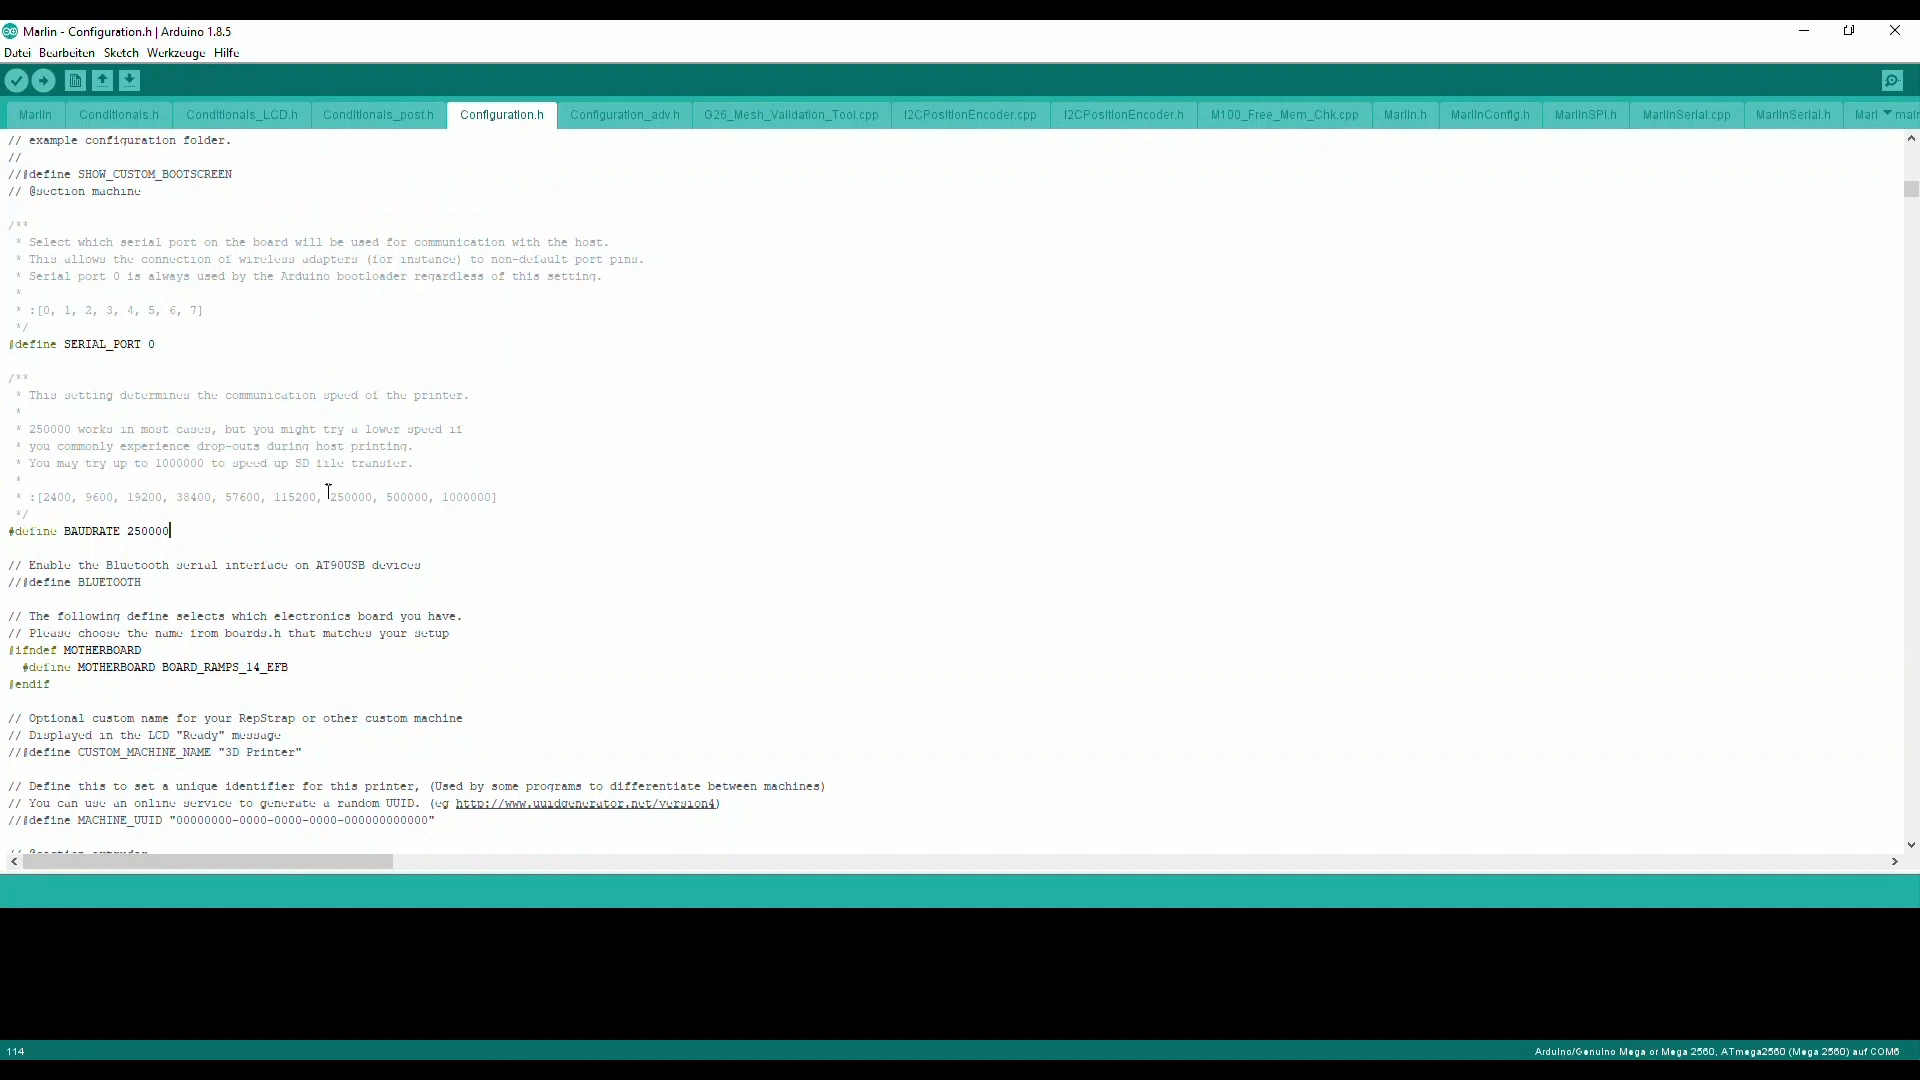 Marlin - Configuration.h | Arduino 1.8.5
Datei Bearbeiten Sketch Werkzeuge Hilfe
Marlin Conditionals.h Conditionals_LCD.h Conditionals_post.h Configuration.h Configuration_adv.h G26_Mesh_Validation_Tool.cpp I2CPositionEncoder.cpp I2CPositionEncoder.h M100_Free_Mem_Chk.cpp Marlin.h MarlinConfig.h MarlinSPI.h MarlinSerial.cpp MarlinSerial.h Marl
// example configuration folder.
//
//#define SHOW_CUSTOM_BOOTSCREEN
// @section machine
/**
* Select which serial port on the board will be used for communication with the host.
* This allows the connection of wireless adapters (for instance) to non-default port pins.
* Serial port 0 is always used by the Arduino bootloader regardless of this setting.
*
* :[0, 1, 2, 3, 4, 5, 6, 7]
*/
#define SERIAL_PORT 0
/**
* This setting determines the communication speed of the printer.
*
* 250000 works in most cases, but you might try a lower speed if
* you commonly experience drop-outs during host printing.
* You may try up to 1000000 to speed up SD file transfer.
*
* :[2400, 9600, 19200, 38400, 57600, 115200, 250000, 500000, 1000000]
*/
#define BAUDRATE 250000
// Enable the Bluetooth serial interface on AT90USB devices
//#define BLUETOOTH
// The following define selects which electronics board you have.
// Please choose the name from boards.h that matches your setup
#ifndef MOTHERBOARD
#define MOTHERBOARD BOARD_RAMPS_14_EFB
#endif
// Optional custom name for your RepStrap or other custom machine
// Displayed in the LCD "Ready" message
//#define CUSTOM_MACHINE_NAME "3D Printer"
// Define this to set a unique identifier for this printer, (Used by some programs to differentiate between machines)
// You can use an online service to generate a random UUID. (eg http://www.uuidgenerator.net/version4)
//#define MACHINE_UUID "00000000-0000-0000-0000-000000000000"
// @section extruder
114
Arduino/Genuino Mega or Mega 2560, ATmega2560 (Mega 2560) auf COM6